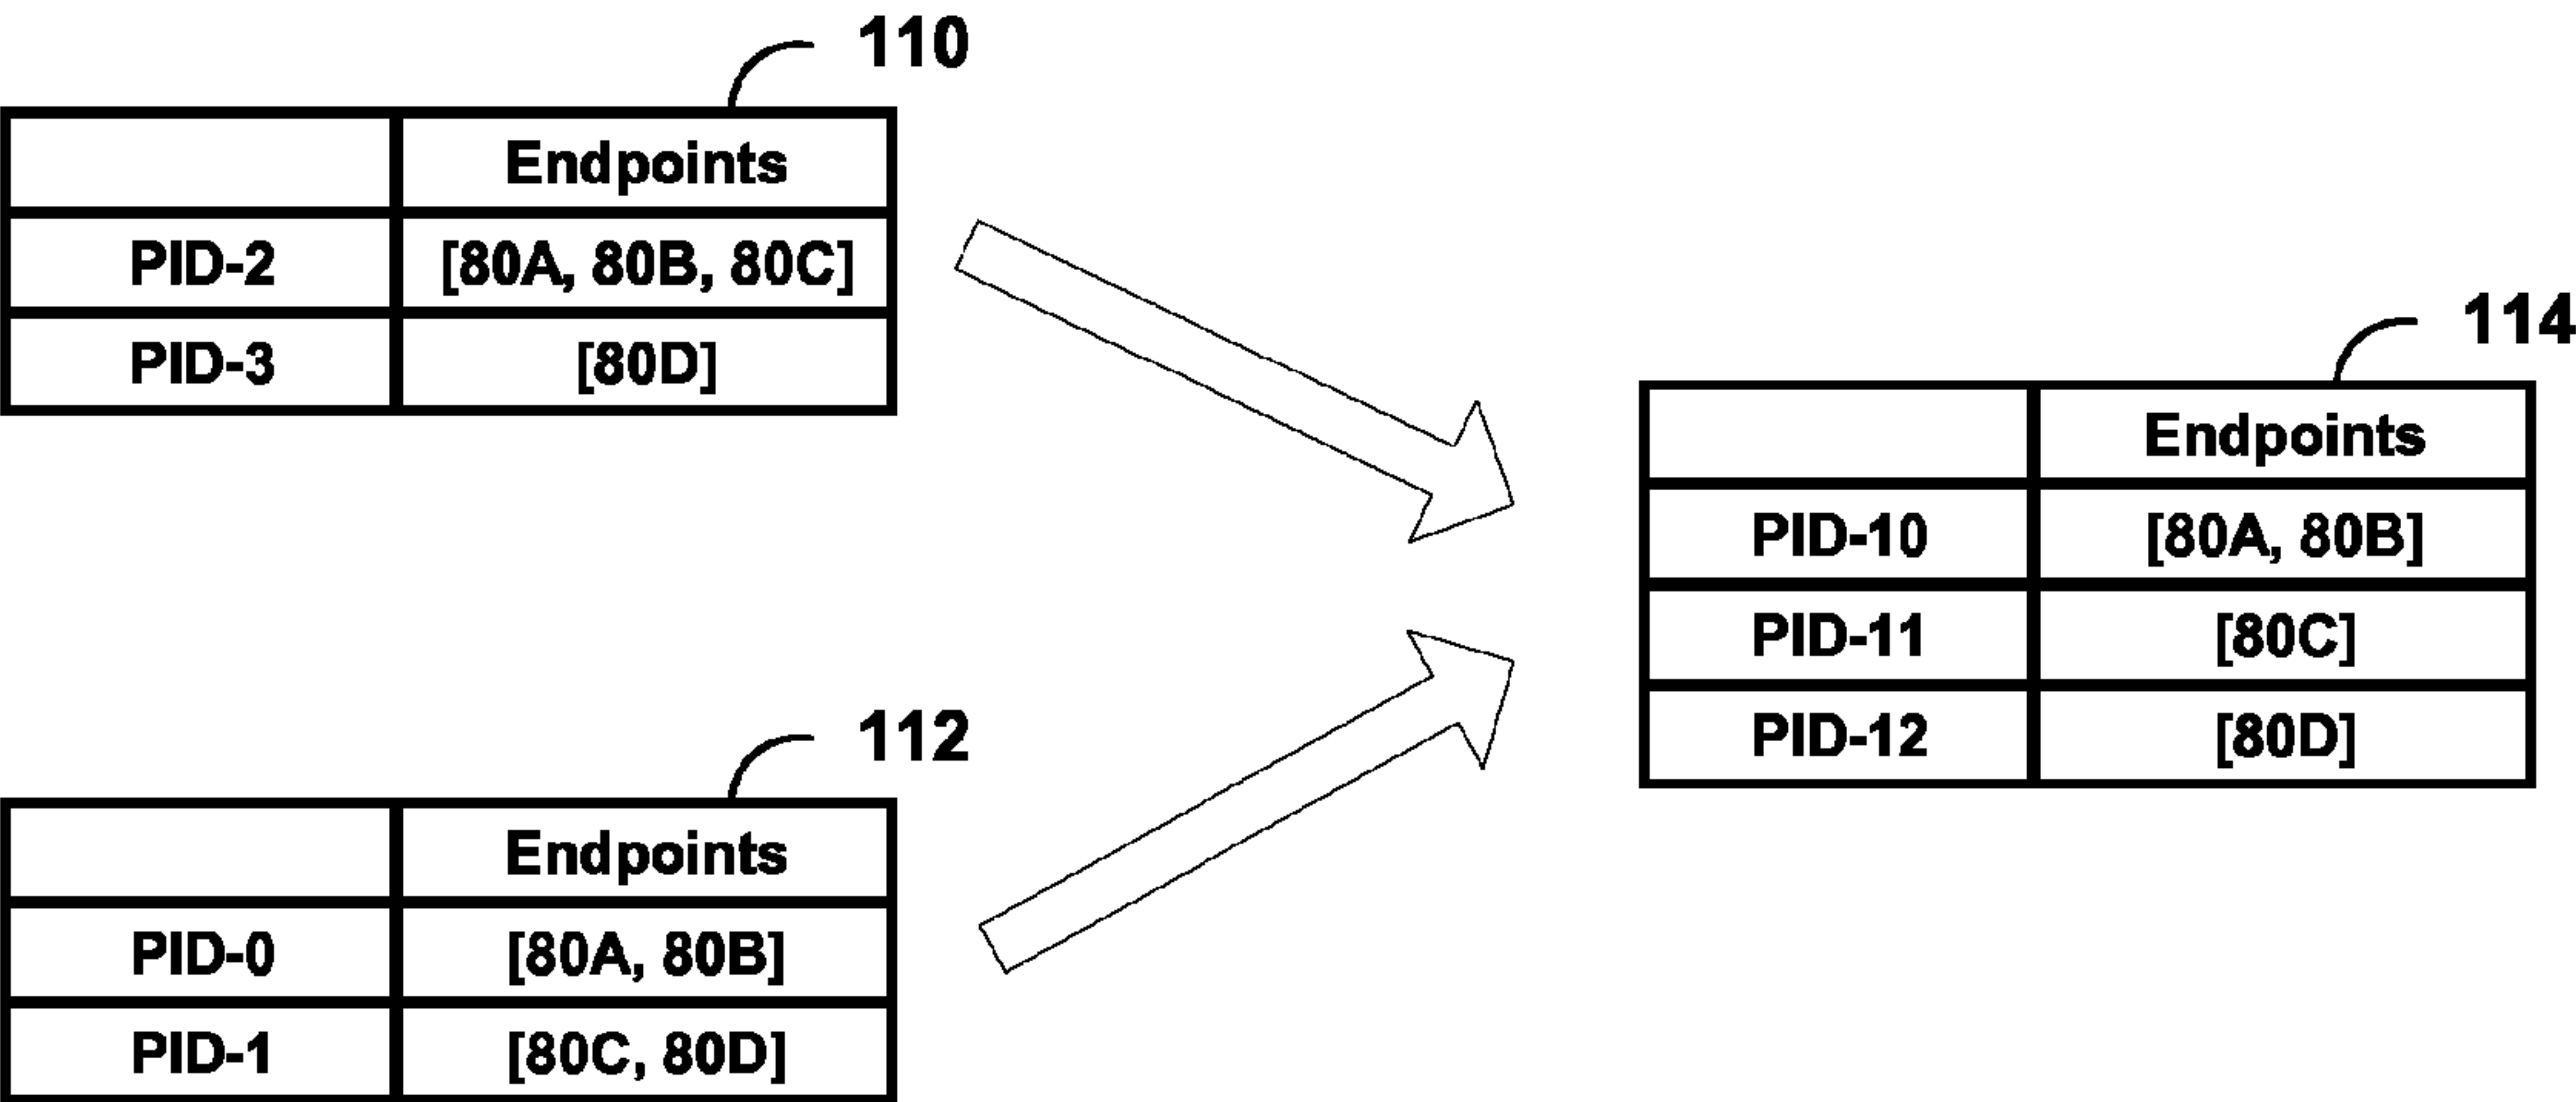 110
Endpoints
PID-2 [80A, 80B, 80C]
PID-3 [80D]
114
Endpoints
PID-10 [80A, 80B]
PID-11 [80C]
PID-12 [80D]
112
Endpoints
PID-0 [80A, 80B]
PID-1 [80C, 80D]